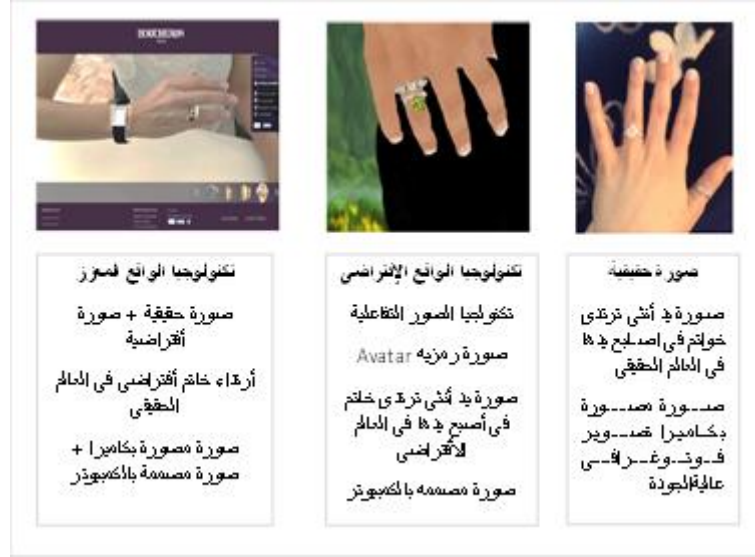 BOUCHERON
صورة حقيقية
صورة يد أنثى ترتدى
خواتم فى اصابع يدها
فى العالم الحقيقى
صـــورة مصـــورة
بكاميرا تصـــوير
فــوتــوغــرافــى
عالية الجودة
تكنولوجيا الواقع الإفتراضى
تكنولجيا الصور التفاعلية
صورة رمزيه Avatar
صورة يد أنثى ترتدى خاتم
فى أصبع يدها فى العالم
الأفتراضى
صورة مصممه بالكمبيوتر
تكنولوجيا الواقع المعزز
صورة حقيقة + صورة
أفتراضية
أرتداء خاتم أفتراضى فى العالم
الحقيقى
صورة مصورة بكاميرا +
صورة مصممة بالكمبيوتر